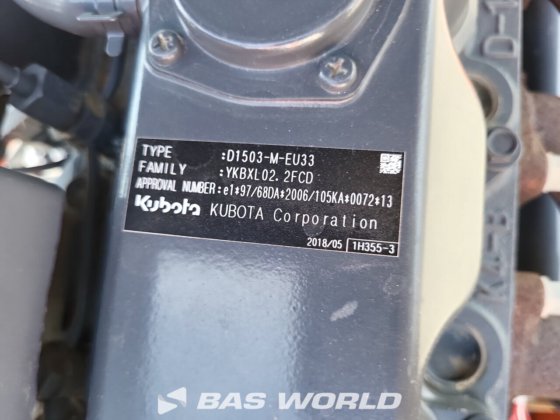 TYPE :D1503-M-EU33
FAMILY :YKBXL02.2FCD
APPROVAL NUMBER:e1*97/68DA*2006/105KA*0072*13
Kubota KUBOTA Corporation
2018/05 1H355-3
BAS WORLD